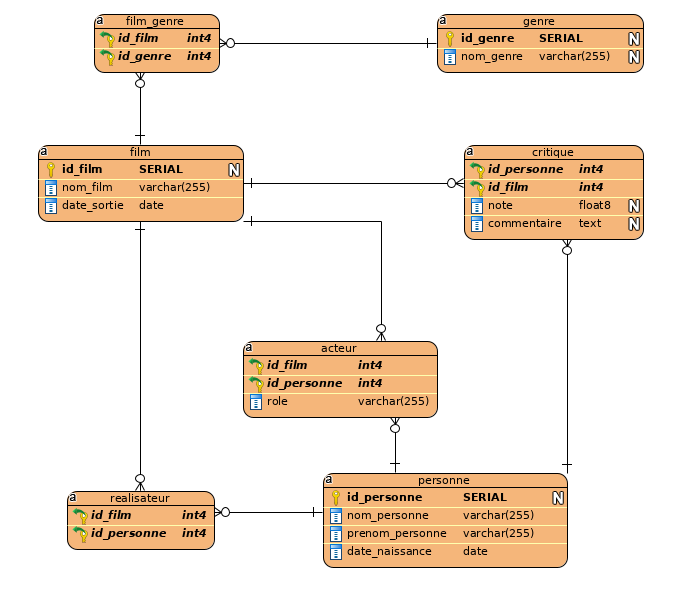 a film_genre
id_film int4
id_genre int4
a genre
id_genre SERIAL N
nom_genre varchar(255) N
a film
id_film SERIAL N
nom_film varchar(255)
date_sortie date
a critique
id_personne int4
id_film int4
note float8 N
commentaire text N
a acteur
id_film int4
id_personne int4
role varchar(255)
a realisateur
id_film int4
id_personne int4
a personne
id_personne SERIAL N
nom_personne varchar(255)
prenom_personne varchar(255)
date_naissance date